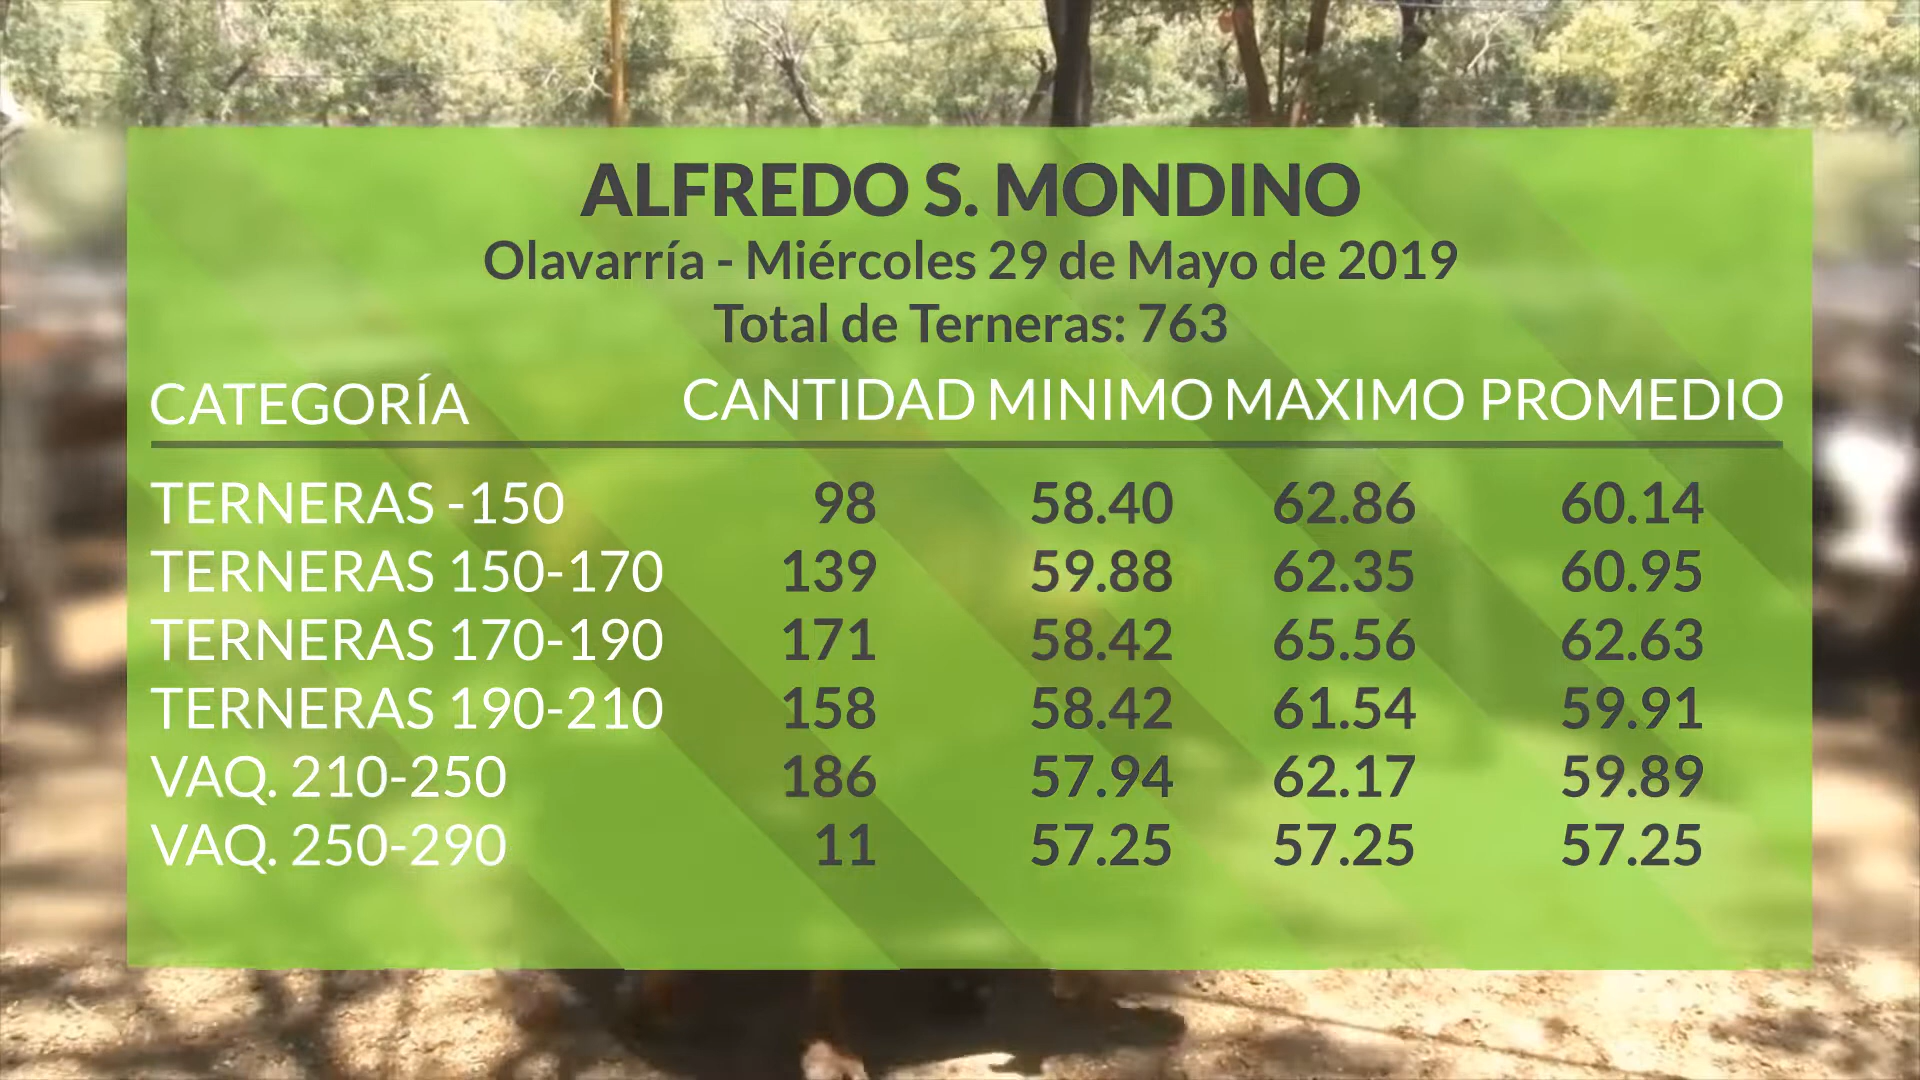 ALFREDO S. MONDINO
Olavarría - Miércoles 29 de Mayo de 2019
Total de Terneras: 763
CATEGORÍA CANTIDAD MINIMO MAXIMO PROMEDIO
TERNERAS -150 98 58.40 62.86 60.14
TERNERAS 150-170 139 59.88 62.35 60.95
TERNERAS 170-190 171 58.42 65.56 62.63
TERNERAS 190-210 158 58.42 61.54 59.91
VAQ. 210-250 186 57.94 62.17 59.89
VAQ. 250-290 11 57.25 57.25 57.25